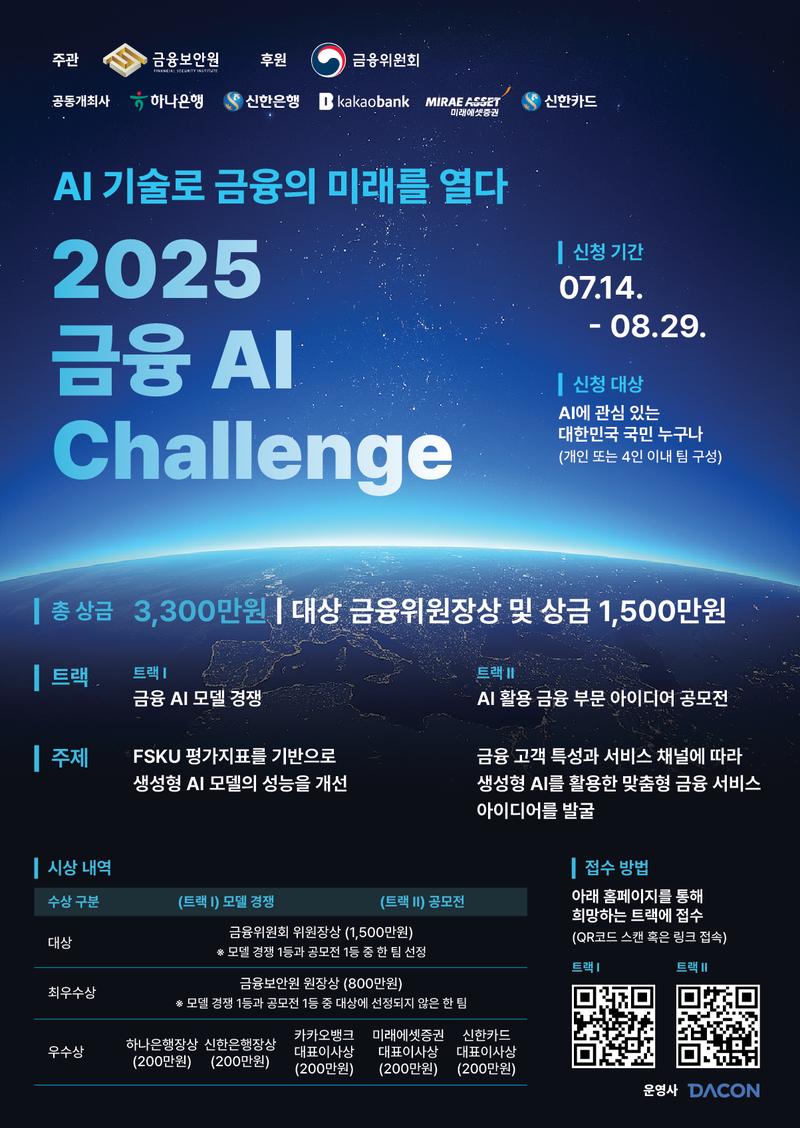 주관 금융보안원 FINANCIAL SECURITY INSTITUTE 후원 금융위원회
공동개최사 하나은행 신한은행 kakaobank MIRAE ASSET 미래에셋증권 신한카드
AI 기술로 금융의 미래를 열다
2025
금융 AI
Challenge
신청 기간
07.14.
- 08.29.
신청 대상
AI에 관심 있는
대한민국 국민 누구나
(개인 또는 4인 이내 팀 구성)
총 상금 3,300만원 | 대상 금융위원장상 및 상금 1,500만원
트랙
트랙 I
금융 AI 모델 경쟁
트랙 II
AI 활용 금융 부문 아이디어 공모전
주제
FSKU 평가지표를 기반으로
생성형 AI 모델의 성능을 개선
금융 고객 특성과 서비스 채널에 따라
생성형 AI를 활용한 맞춤형 금융 서비스
아이디어를 발굴
시상 내역
수상 구분 (트랙 I) 모델 경쟁 (트랙 II) 공모전
대상
금융위원회 위원장상 (1,500만원)
※ 모델 경쟁 1등과 공모전 1등 중 한 팀 선정
최우수상
금융보안원 원장상 (800만원)
※ 모델 경쟁 1등과 공모전 1등 중 대상에 선정되지 않은 한 팀
우수상
하나은행장상
(200만원)
신한은행장상
(200만원)
카카오뱅크
대표이사상
(200만원)
미래에셋증권
대표이사상
(200만원)
신한카드
대표이사상
(200만원)
접수 방법
아래 홈페이지를 통해
희망하는 트랙에 접수
(QR코드 스캔 혹은 링크 접속)
트랙 I 트랙 II
운영사 DACON